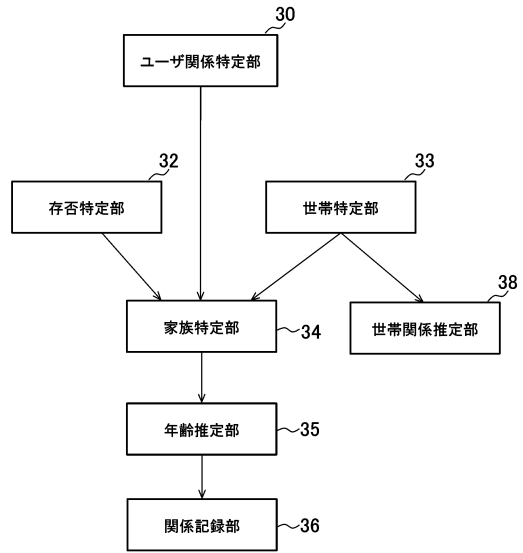 30
ユーザ関係特定部
32
存否特定部
33
世帯特定部
38
世帯関係推定部
家族特定部
34
年齢推定部
35
関係記録部
36